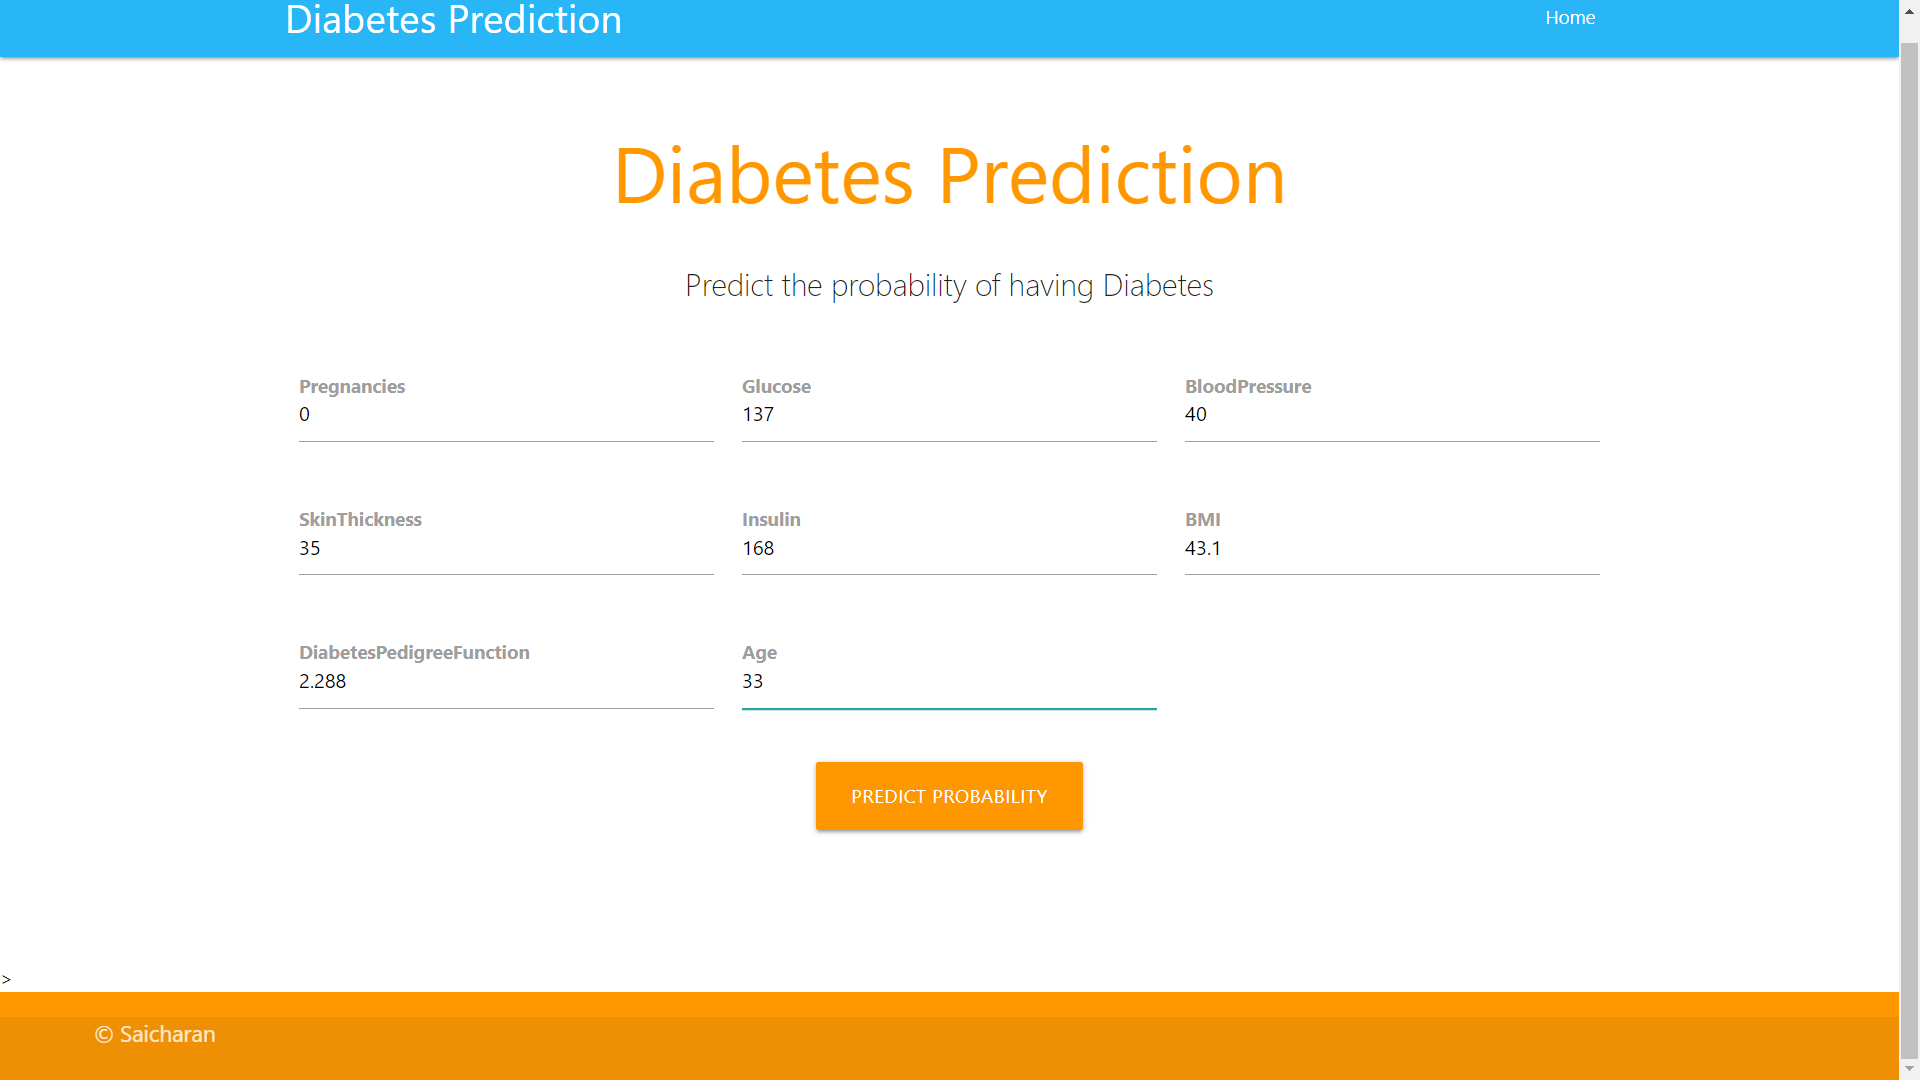 Diabetes Prediction
Home
Diabetes Prediction
Predict the probability of having Diabetes
Pregnancies
0
Glucose
137
BloodPressure
40
SkinThickness
35
Insulin
168
BMI
43.1
DiabetesPedigreeFunction
2.288
Age
33
PREDICT PROBABILITY
>
© Saicharan